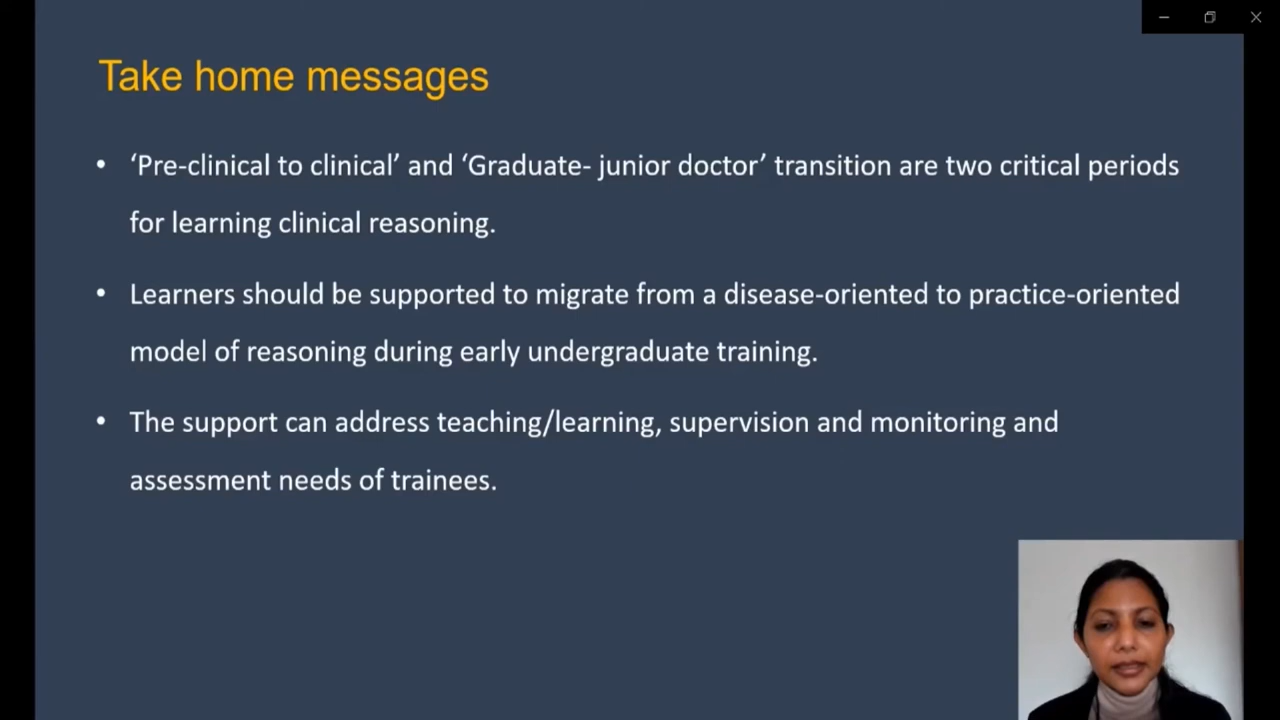 Take home messages
• ‘Pre-clinical to clinical’ and ‘Graduate- junior doctor’ transition are two critical periods
for learning clinical reasoning.
• Learners should be supported to migrate from a disease-oriented to practice-oriented
model of reasoning during early undergraduate training.
• The support can address teaching/learning, supervision and monitoring and
assessment needs of trainees.